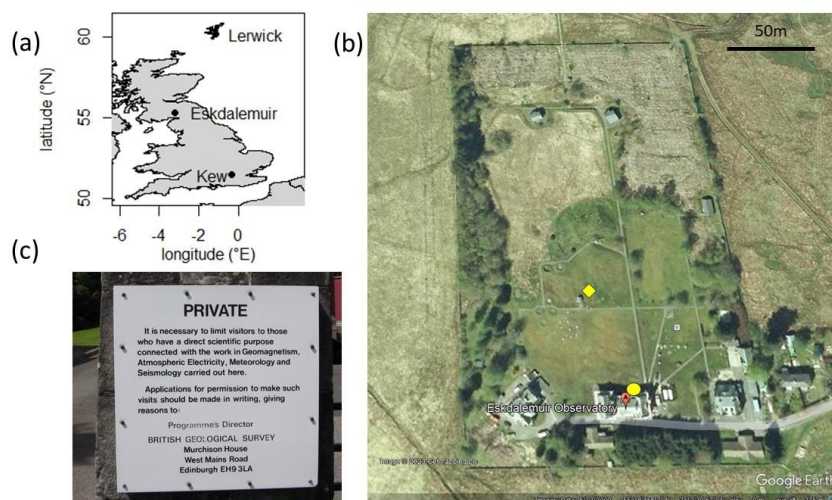 (a)
60
55
50
latitude (°N)
Lerwick
Eskdalemuir
Kew
-6 -4 -2 0
longitude (°E)
(b)
50m
Eskdalemuir Observatory
Google Earth
(c)
PRIVATE
It is necessary to limit visitors to those
who have a direct scientific purpose
connected with the work in Geomagnetism,
Atmospheric Electricity, Meteorology and
Seismology carried out here.
Applications for permission to make such
visits should be made in writing, giving
reasons to:
Programme's Director
BRITISH GEOLOGICAL SURVEY
Murchison House
West Mains Road
Edinburgh EH9 3LA